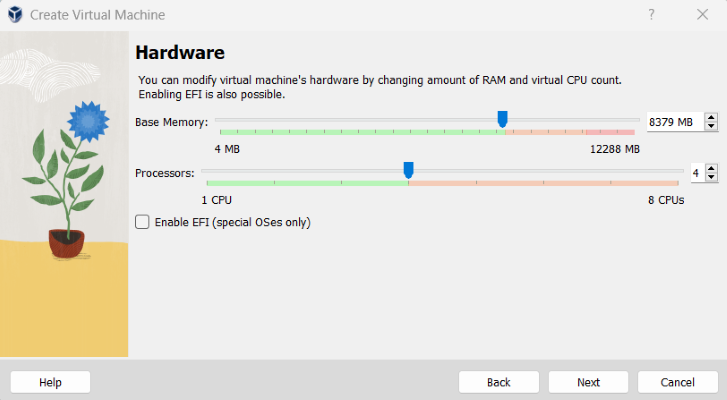 Create Virtual Machine
?
Hardware
You can modify virtual machine's hardware by changing amount of RAM and virtual CPU count.
Enabling EFI is also possible.
Base Memory:
8379 MB
4 MB
12288 MB
Processors:
4
1 CPU
8 CPUs
Enable EFI (special OSes only)
Help
Back
Next
Cancel